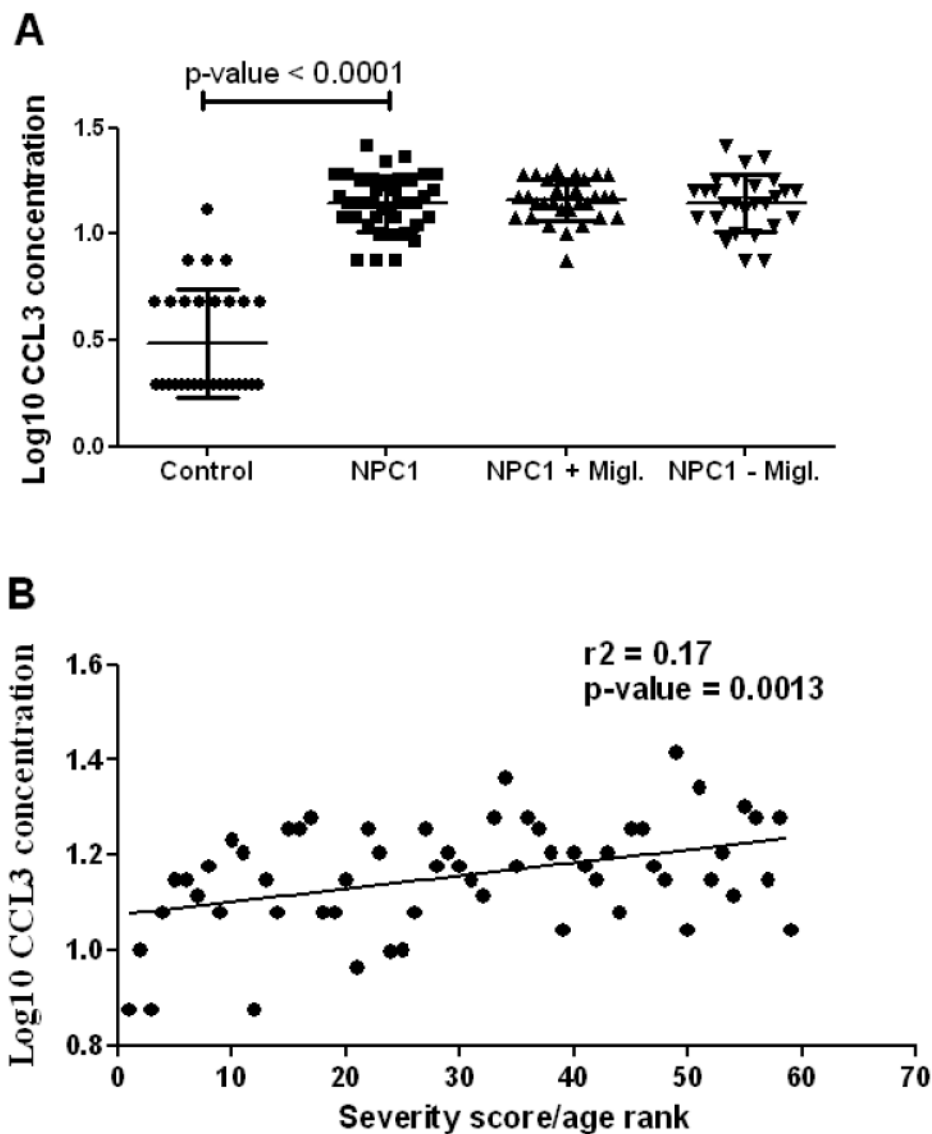 A
p-value < 0.0001
Log10 CCL3 concentration
1.5
1.0
0.5
0.0
Control NPC1 NPC1 + Migl. NPC1 - Migl.
B
r2 = 0.17
p-value = 0.0013
Log10 CCL3 concentration
1.6
1.4
1.2
1.0
0.8
0 10 20 30 40 50 60 70
Severity score/age rank